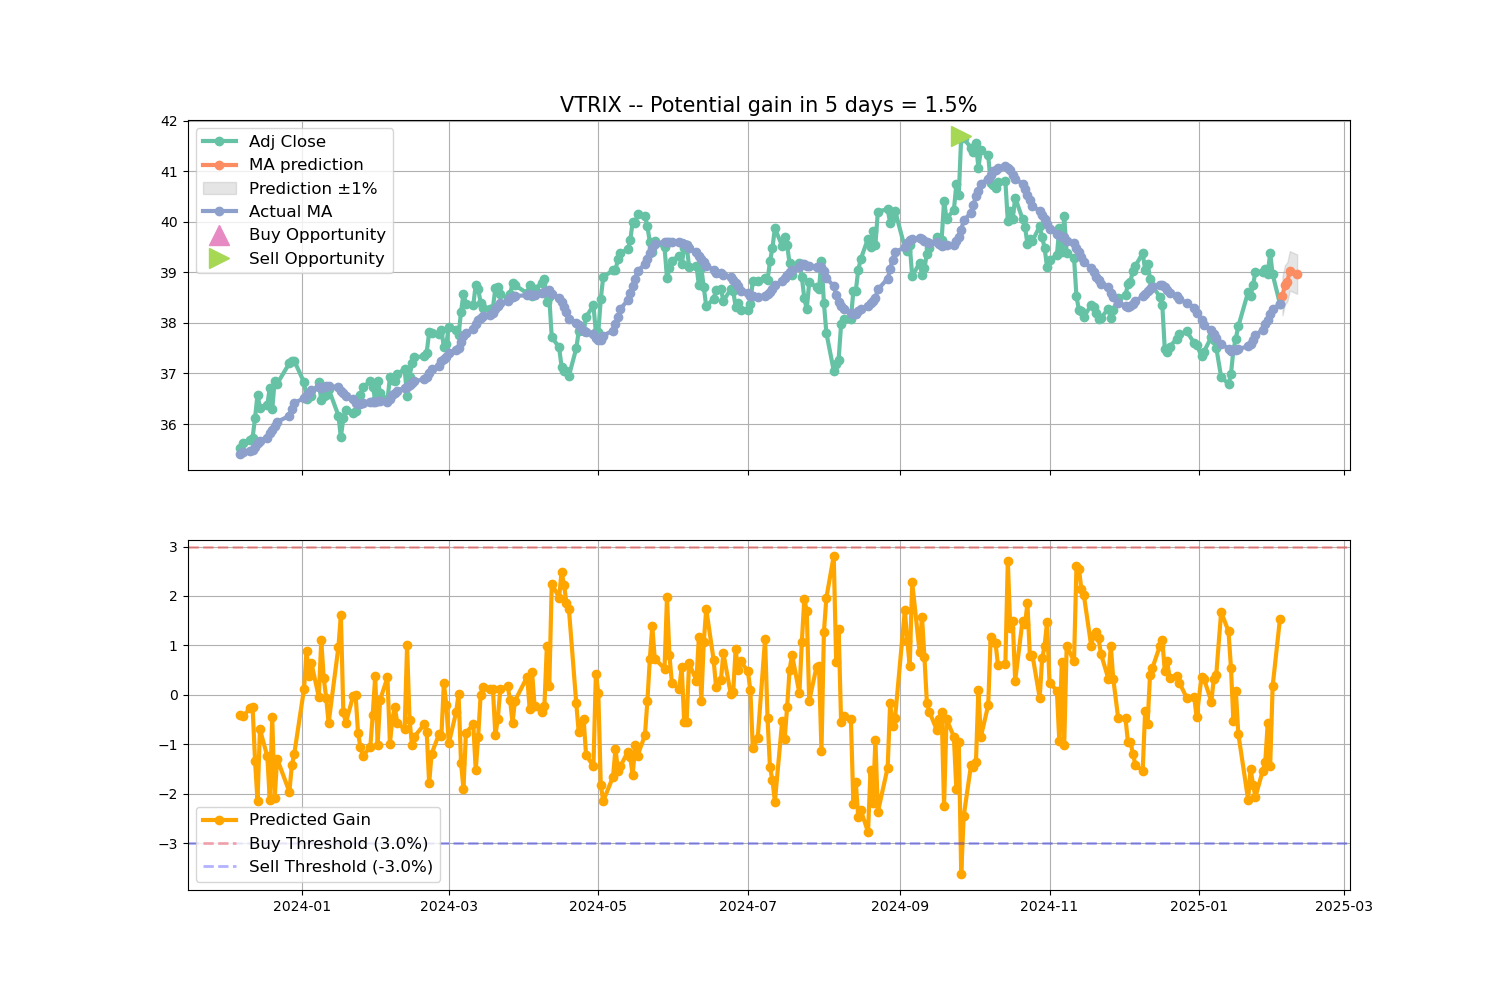 VTRIX -- Potential gain in 5 days = 1.5%
42
41
40
39
38
37
36
Adj Close
MA prediction
Prediction ±1%
Actual MA
Buy Opportunity
Sell Opportunity
3
2
1
0
−1
−2
−3
Predicted Gain
Buy Threshold (3.0%)
Sell Threshold (-3.0%)
2024-01
2024-03
2024-05
2024-07
2024-09
2024-11
2025-01
2025-03